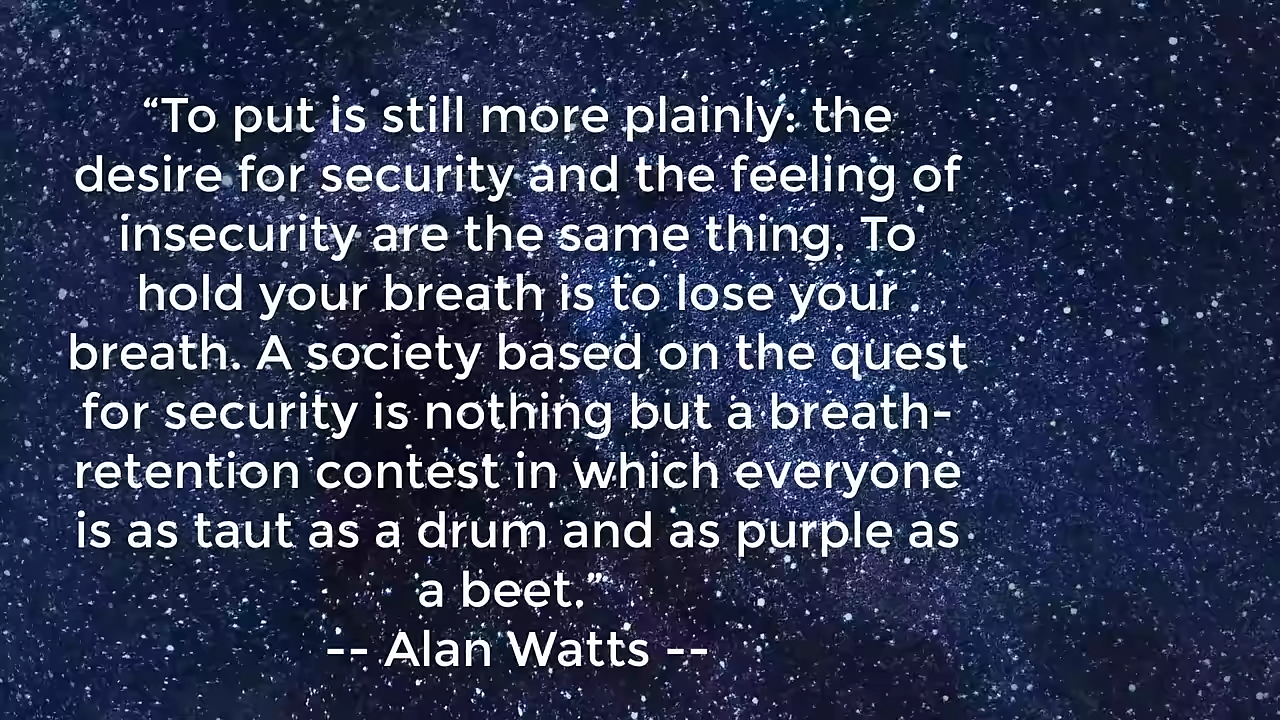 “To put is still more plainly: the
desire for security and the feeling of
insecurity are the same thing. To
hold your breath is to lose your
breath. A society based on the quest
for security is nothing but a breath-
retention contest in which everyone
is as taut as a drum and as purple as
a beet.”
-- Alan Watts --